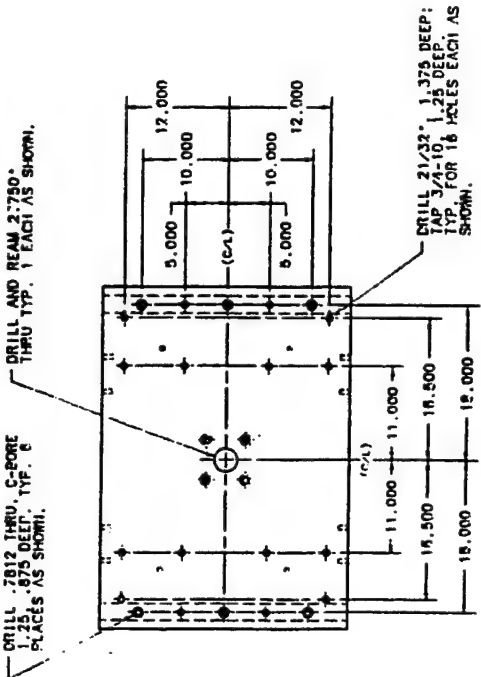 DRILL .7812 THRU, C-BORE
1.25 .875 DEEP. TYP. 6
PLACES AS SHOWN.
DRILL AND REAM 2.750"
THRU TYP. 1 EACH AS SHOWN.
12.000
10.000
5.000
(C/L)
5.000
10.000
12.000
DRILL 21/32", 1.375 DEEP;
TAP 3/4-10, 1.25 DEEP.
TYP. FOR 16 HOLES EACH AS
SHOWN.
(C/L)
11.000
11.000
16.500
16.500
18.000
18.000